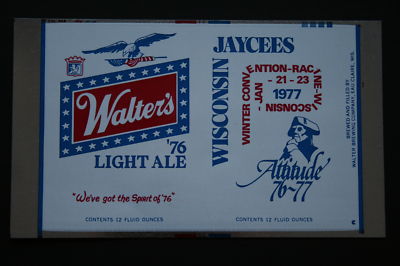 Walter's
'76
LIGHT ALE
"We've got the Spirit of '76"
CONTENTS 12 FLUID OUNCES
WISCONSIN
JAYCEES
WINTER CONVENTION-RACINE-WISCONSIN
JAN - 21 - 23
1977
Attitude
76~77
CONTENTS 12 FLUID OUNCES
BREWED AND FILLED BY
WALTER BREWING COMPANY, EAU CLAIRE, WIS.